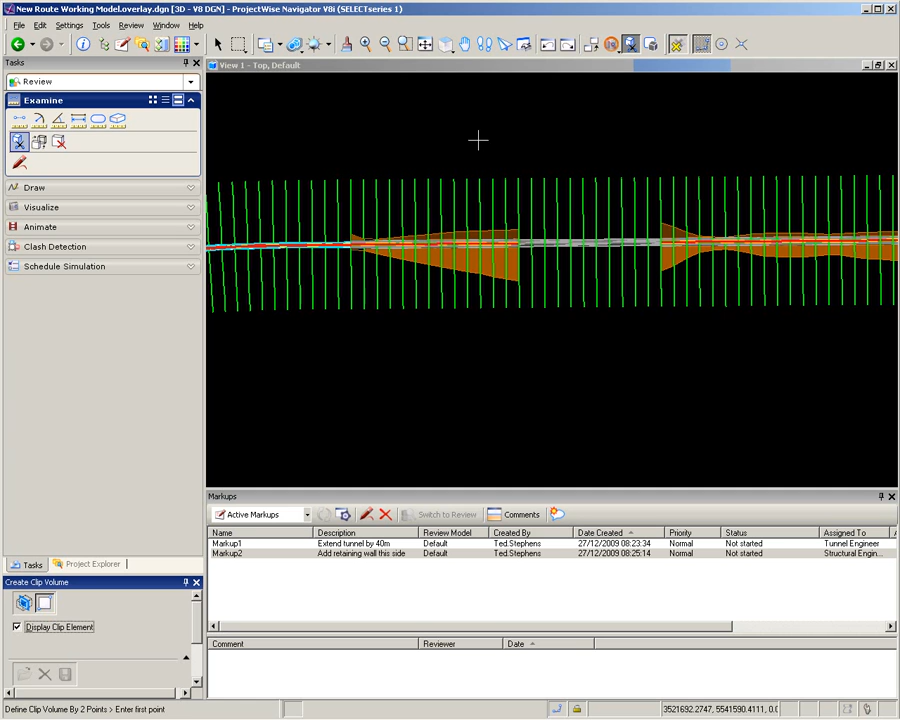 New Route Working Model.overlay.dgn [3D - V8 DGN] - ProjectWise Navigator V8i (SELECTseries 1)
File Edit Settings Tools Review Window Help
Tasks
View 1 - Top, Default
Review
Examine
Draw
Visualize
Animate
Clash Detection
Schedule Simulation
Tasks Project Explorer
Create Clip Volume
Display Clip Element
Markups
Active Markups Switch to Review Comments
Name Description Review Model Created By Date Created Priority Status Assigned To
Markup1 Extend tunnel by 40m Default Ted.Stephens 27/12/2009 08:23:34 Normal Not started Tunnel Engineer
Markup2 Add retaining wall this side Default Ted.Stephens 27/12/2009 08:25:14 Normal Not started Structural Engin...
Comment Reviewer Date
Define Clip Volume By 2 Points > Enter first point
3521692.2747, 5541590.4111, 0.0